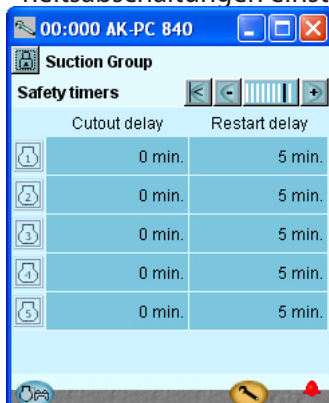 heitsabschaltungen einst
00:000 AK-PC 840
Suction Group
Safety timers
Cutout delay Restart delay
1 0 min. 5 min.
2 0 min. 5 min.
3 0 min. 5 min.
4 0 min. 5 min.
5 0 min. 5 min.